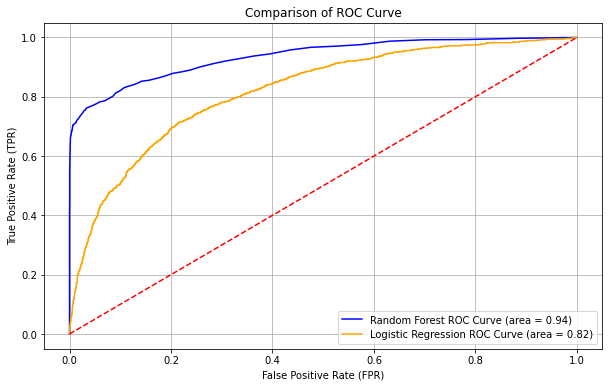 Comparison of ROC Curve
True Positive Rate (TPR)
1.0
0.8
0.6
0.4
0.2
0.0
Random Forest ROC Curve (area = 0.94)
Logistic Regression ROC Curve (area = 0.82)
0.0 0.2 0.4 0.6 0.8 1.0
False Positive Rate (FPR)